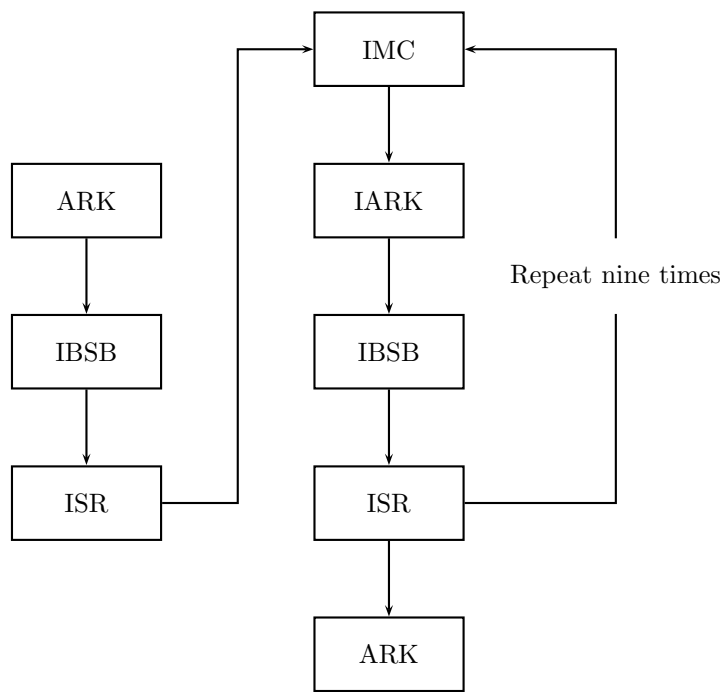 IMC
ARK
IARK
Repeat nine times
IBSB
IBSB
ISR
ISR
ARK